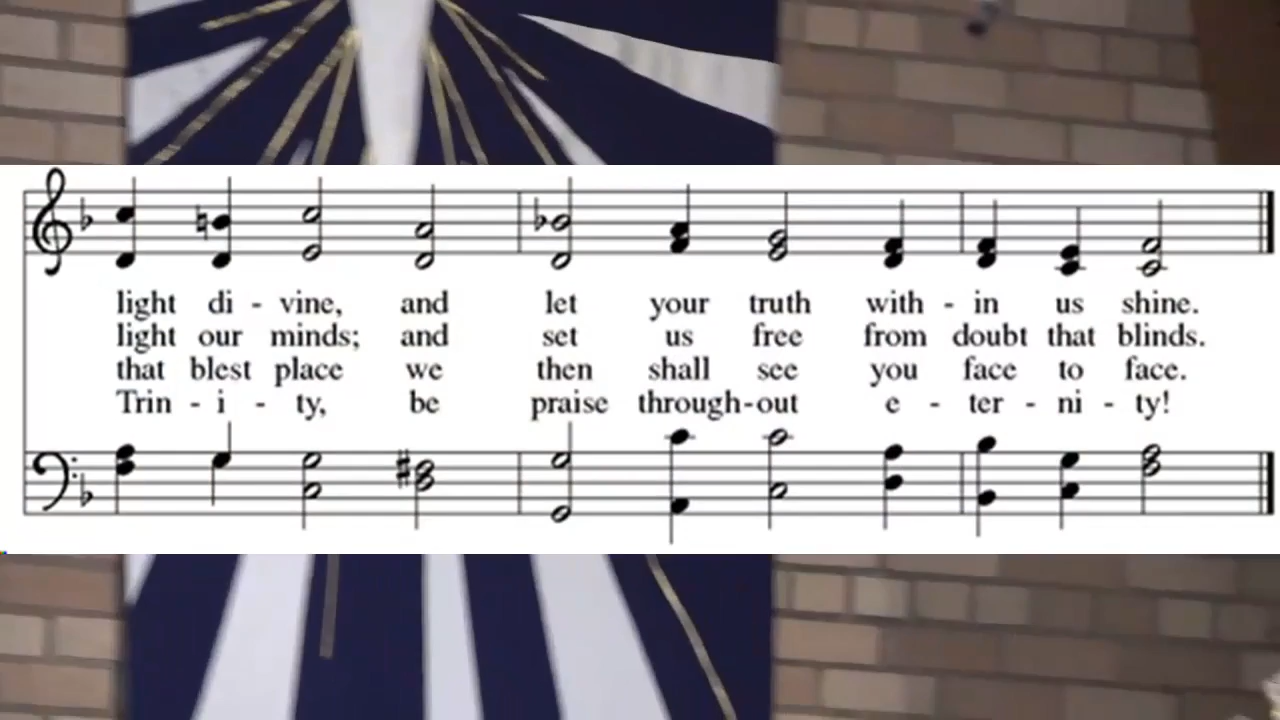 light di - vine, and let your truth with - in us shine.
light our minds; and set us free from doubt that blinds.
that blest place we then shall see you face to face.
Trin - i - ty, be praise through-out e - ter - ni - ty!